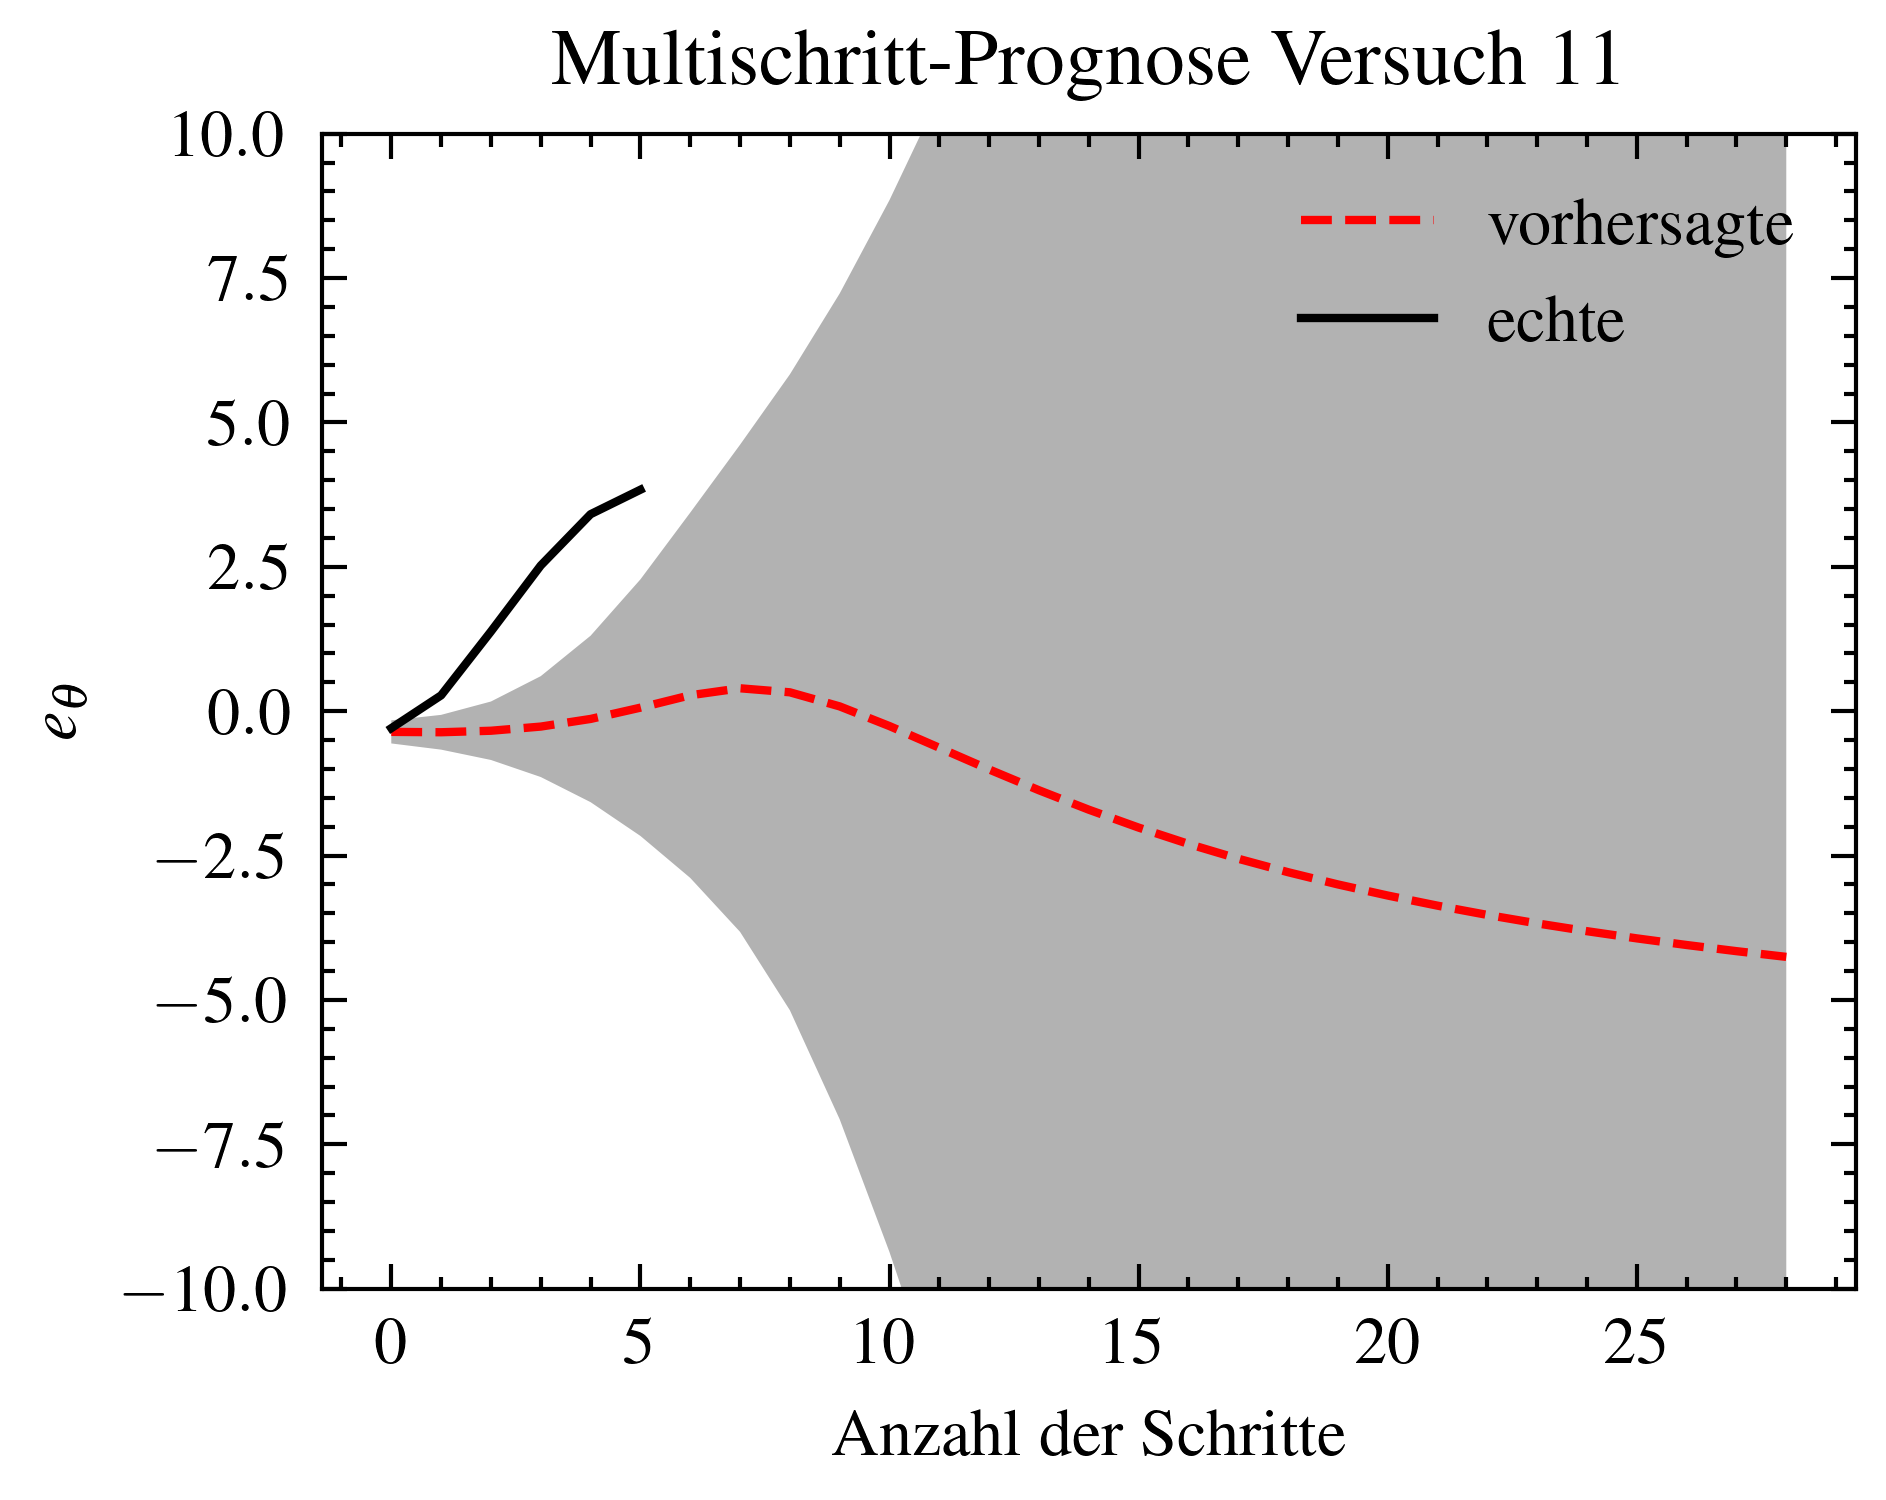 Multischritt-Prognose Versuch 11
10.0
7.5
5.0
2.5
0.0
−2.5
−5.0
−7.5
−10.0
e_θ
vorhersagte
echte
0 5 10 15 20 25
Anzahl der Schritte